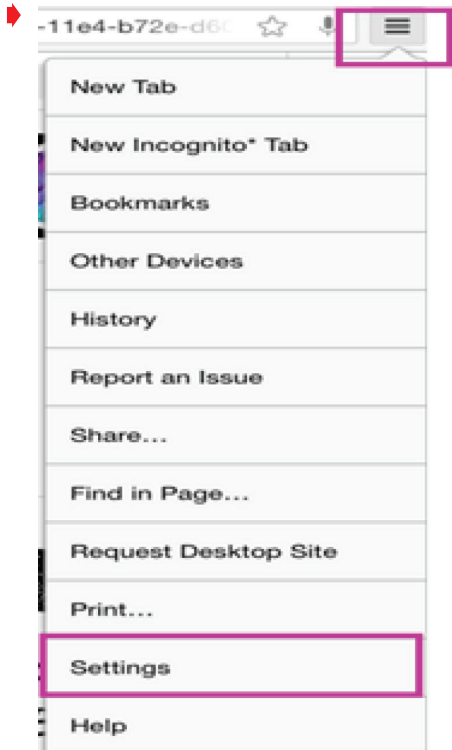 -11e4-b72e-d60
New Tab
New Incognito* Tab
Bookmarks
Other Devices
History
Report an Issue
Share...
Find in Page...
Request Desktop Site
Print...
Settings
Help